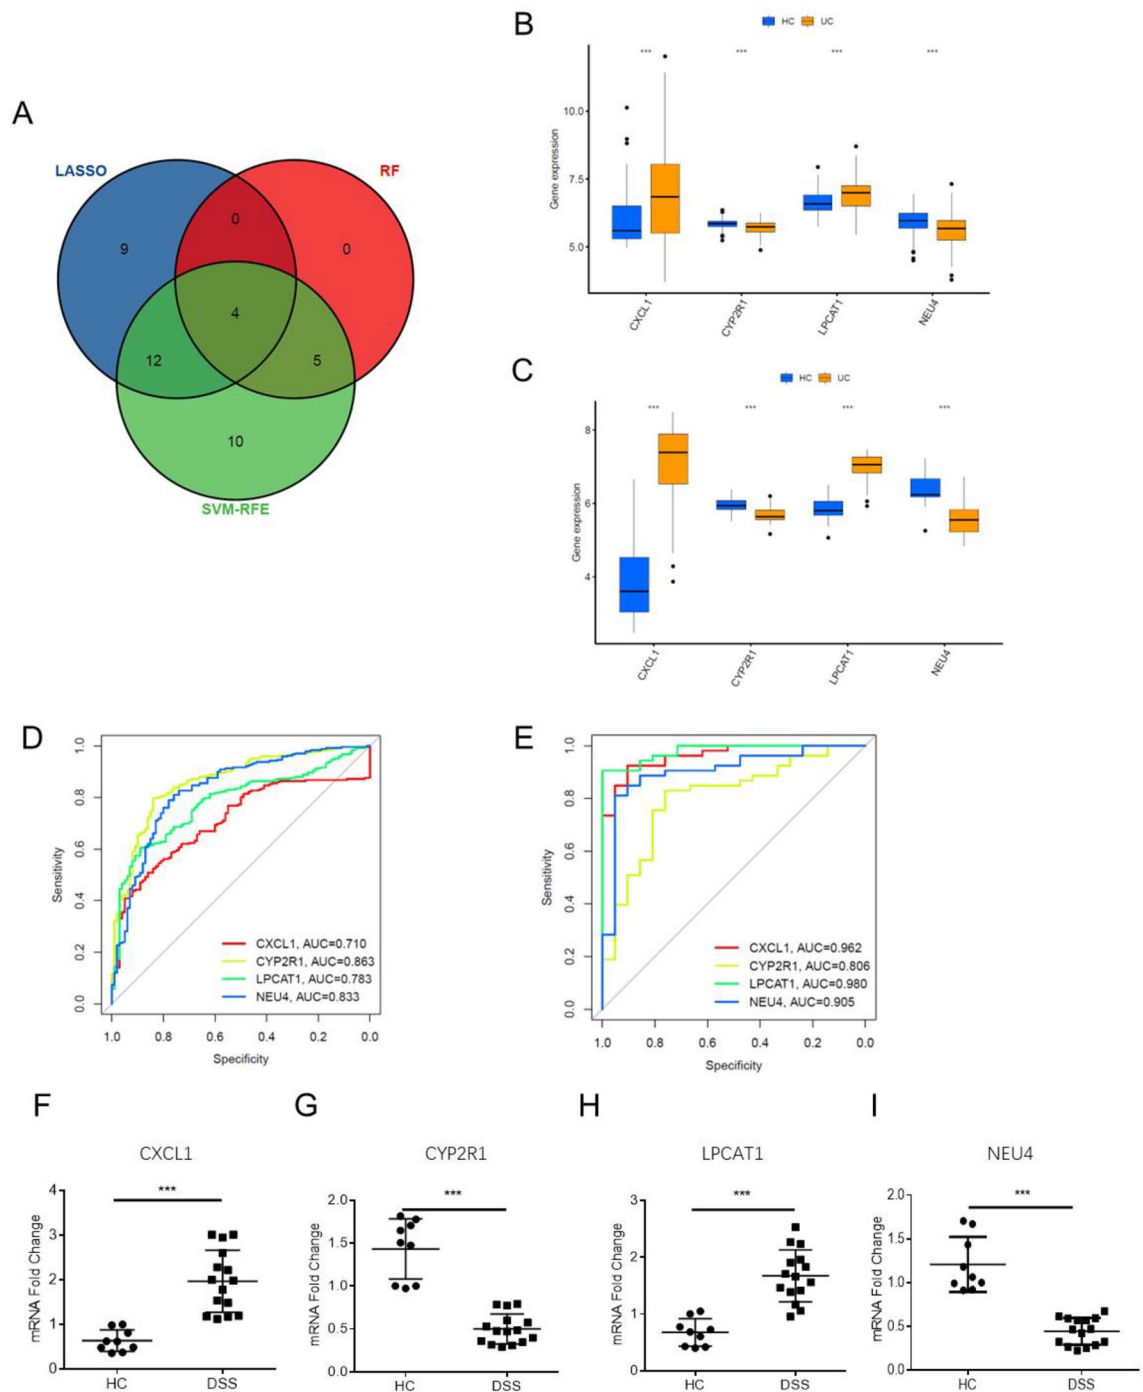 A
LASSO
RF
9
0
0
4
12
5
10
SVM-RFE
B
HC
UC
***
***
***
***
Gene expression
10.0
7.5
5.0
CXCL1
CYP2R1
LPCAT1
NEU4
C
HC
UC
***
***
***
***
Gene expression
8
6
4
CXCL1
CYP2R1
LPCAT1
NEU4
D
Sensitivity
1.0
0.8
0.6
0.4
0.2
0.0
CXCL1, AUC=0.710
CYP2R1, AUC=0.863
LPCAT1, AUC=0.783
NEU4, AUC=0.833
1.0 0.8 0.6 0.4 0.2 0.0
Specificity
E
Sensitivity
1.0
0.8
0.6
0.4
0.2
0.0
CXCL1, AUC=0.962
CYP2R1, AUC=0.806
LPCAT1, AUC=0.980
NEU4, AUC=0.905
1.0 0.8 0.6 0.4 0.2 0.0
Specificity
F
CXCL1
***
mRNA Fold Change
4
3
2
1
0
HC DSS
G
CYP2R1
***
mRNA Fold Change
2.0
1.5
1.0
0.5
0.0
HC DSS
H
LPCAT1
***
mRNA Fold Change
3
2
1
0
HC DSS
I
NEU4
***
mRNA Fold Change
2.0
1.5
1.0
0.5
0.0
HC DSS